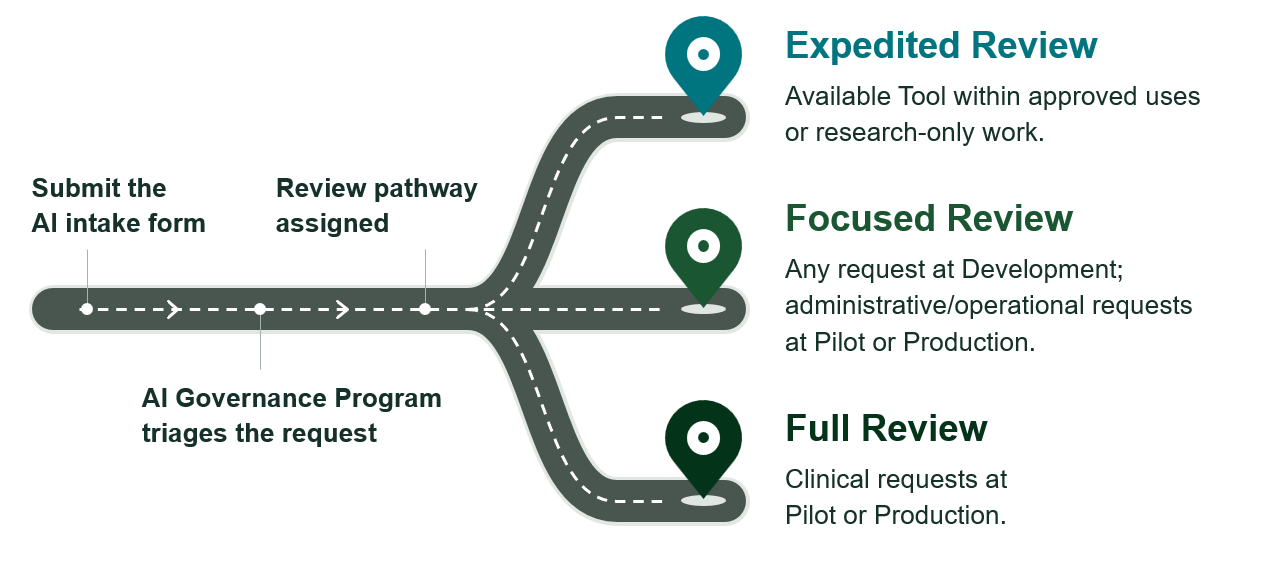 Submit the
AI intake form
AI Governance Program
triages the request
Review pathway
assigned
Expedited Review
Available Tool within approved uses
or research-only work.
Focused Review
Any request at Development;
administrative/operational requests
at Pilot or Production.
Full Review
Clinical requests at
Pilot or Production.